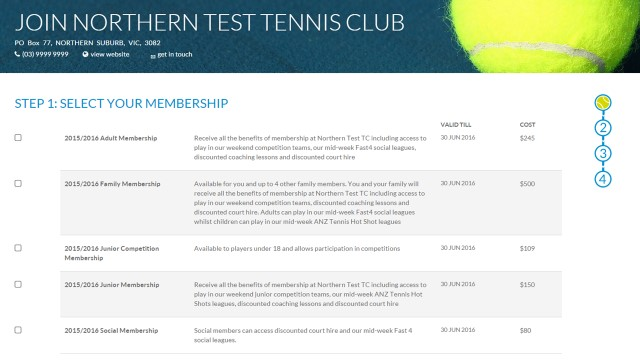 JOIN NORTHERN TEST TENNIS CLUB
PO Box 77, NORTHERN SUBURB, VIC, 3082
(03) 9999 9999 view website get in touch
STEP 1: SELECT YOUR MEMBERSHIP
VALID TILL COST
2015/2016 Adult Membership
Receive all the benefits of membership at Northern Test TC including access to
play in our weekend competition teams, our mid-week Fast4 social leagues,
discounted coaching lessons and discounted court hire
30 JUN 2016
$245
2015/2016 Family Membership
Available for you and up to 4 other family members. You and your family will
receive all the benefits of membership at Northern Test TC including access to
play in our weekend competition teams, discounted coaching lessons and
discounted court hire. Adults can play in our mid-week Fast4 social leagues
whilst children can play in our mid-week ANZ Tennis Hot Shot leagues
30 JUN 2016
$500
2015/2016 Junior Competition
Membership
Available to players under 18 and allows participation in competitions
30 JUN 2016
$109
2015/2016 Junior Membership
Receive all the benefits of membership at Northern Test TC including access to
play in our weekend junior competition teams, our mid-week ANZ Tennis Hot
Shots leagues, discounted coaching lessons and discounted court hire
30 JUN 2016
$150
2015/2016 Social Membership
Social members can access discounted court hire and our mid-week Fast 4
social leagues.
30 JUN 2016
$80
2
3
4